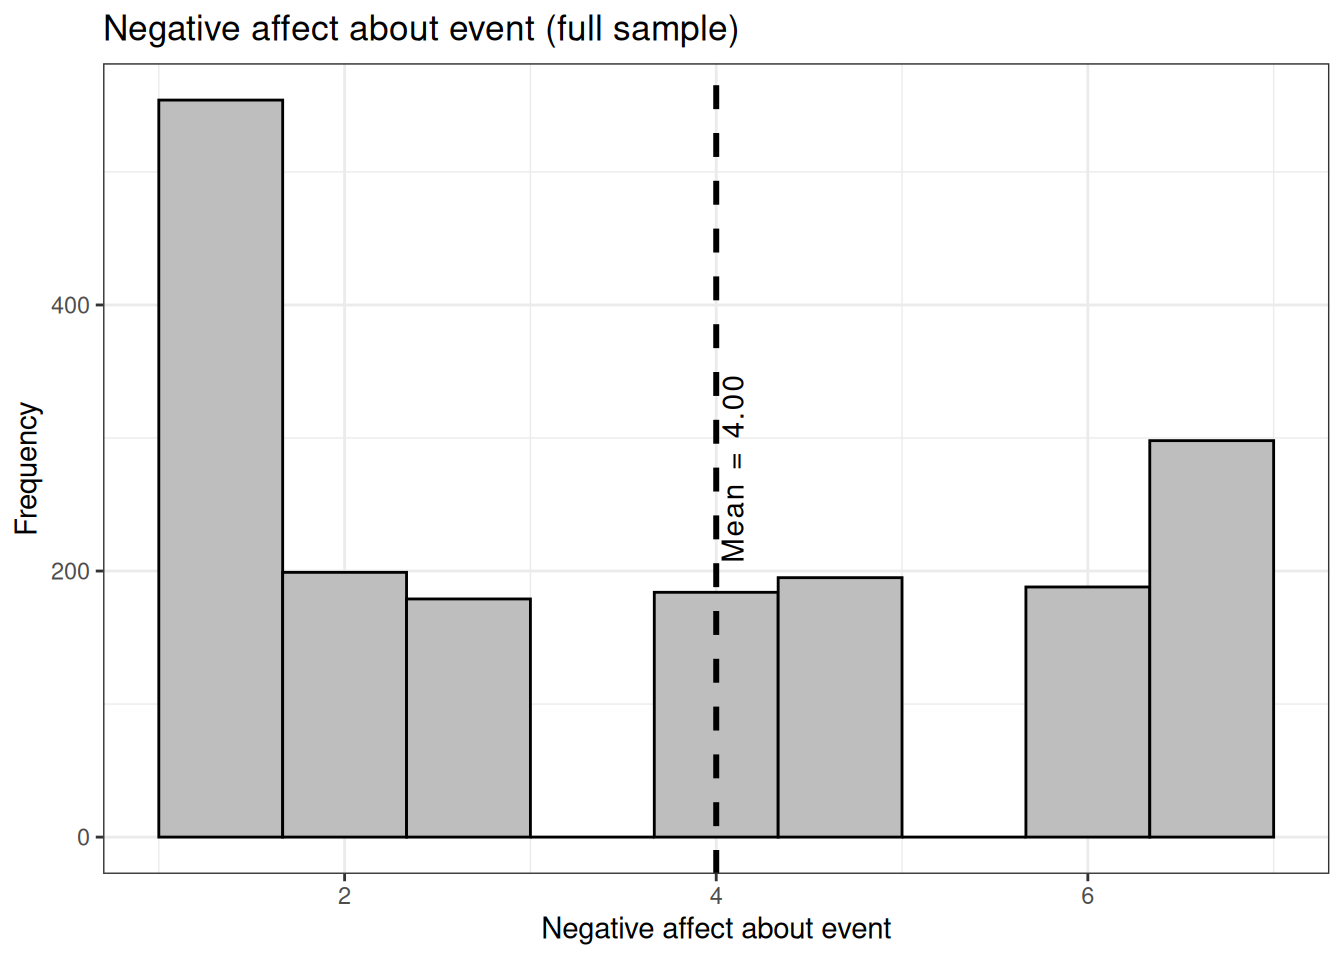 Negative affect about event (full sample)
Frequency
400
200
0
Mean = 4.00
2
4
6
Negative affect about event